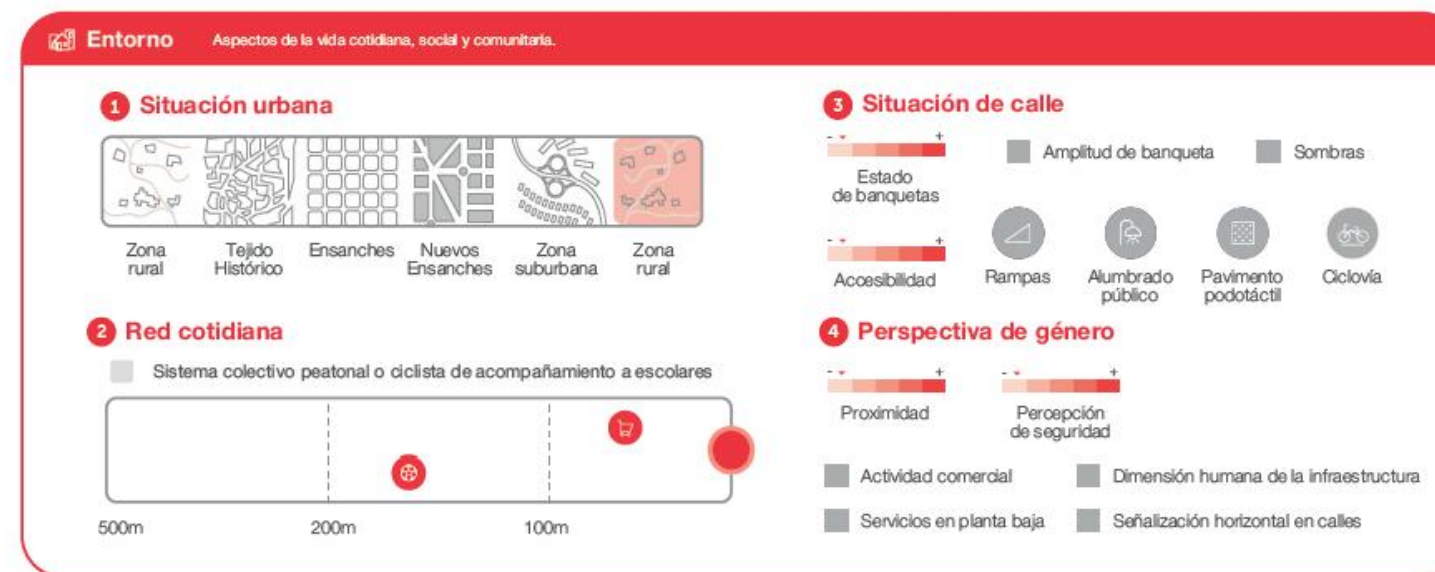 Entorno Aspectos de la vida cotidiana, social y comunitaria.
1 Situación urbana
Zona rural
Tejido Histórico
Ensanches
Nuevos Ensanches
Zona suburbana
Zona rural
2 Red cotidiana
Sistema colectivo peatonal o ciclista de acompañamiento a escolares
500m 200m 100m
3 Situación de calle
- +
Estado
de banquetas
Amplitud de banqueta Sombras
- +
Accesibilidad
Rampas
Alumbrado
público
Pavimento
podotáctil
Ciclovía
4 Perspectiva de género
- +
Proximidad
- +
Percepción
de seguridad
Actividad comercial Dimensión humana de la infraestructura
Servicios en planta baja Señalización horizontal en calles